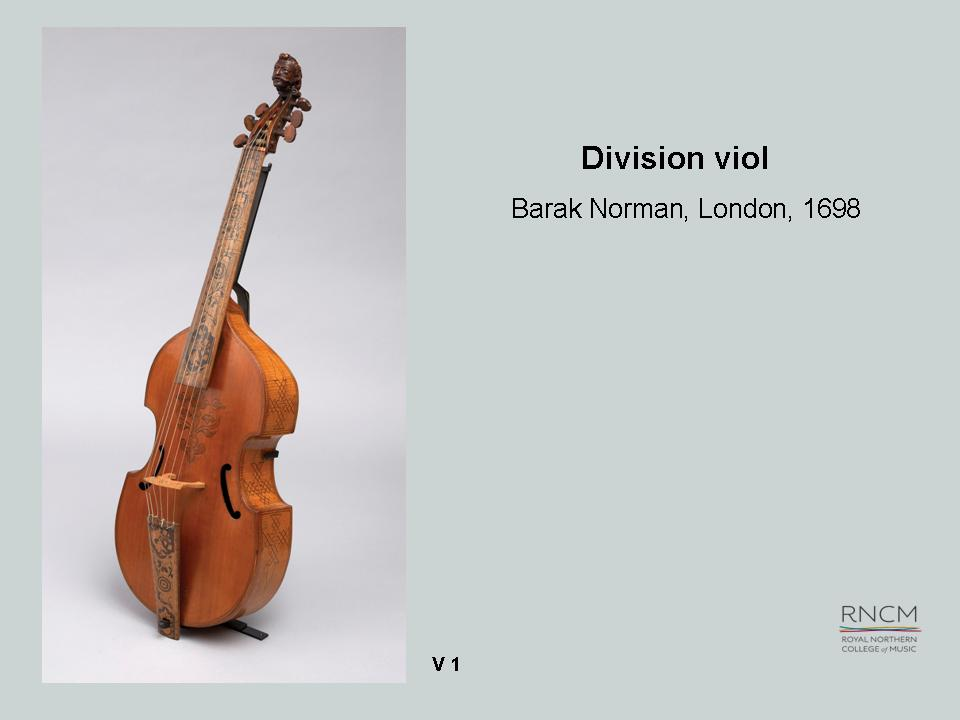 Division viol
Barak Norman, London, 1698
RNCM
ROYAL NORTHERN
COLLEGE of MUSIC
V 1